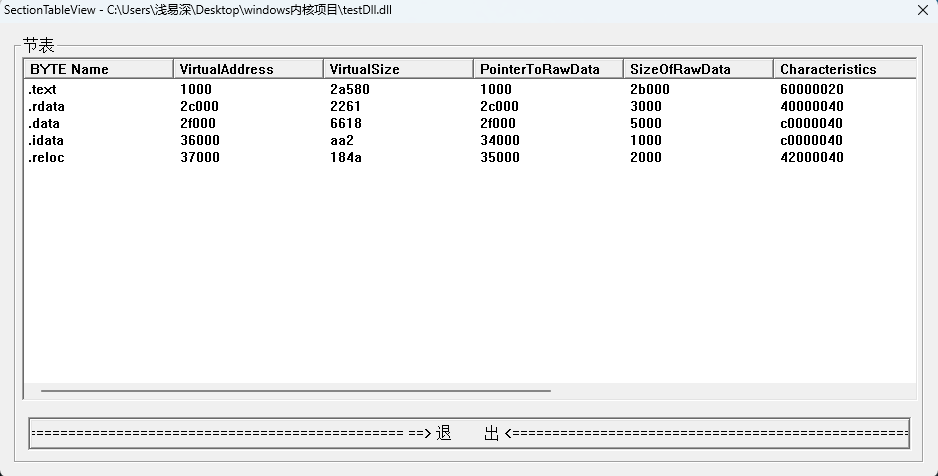 SectionTableView - C:\Users\浅易深\Desktop\windows内核项目\testDll.dll
节表
BYTE Name VirtualAddress VirtualSize PointerToRawData SizeOfRawData Characteristics
.text 1000 2a580 1000 2b000 60000020
.rdata 2c000 2261 2c000 3000 40000040
.data 2f000 6618 2f000 5000 c0000040
.idata 36000 aa2 34000 1000 c0000040
.reloc 37000 184a 35000 2000 42000040
============================================ ==> 退 出 <==============================================